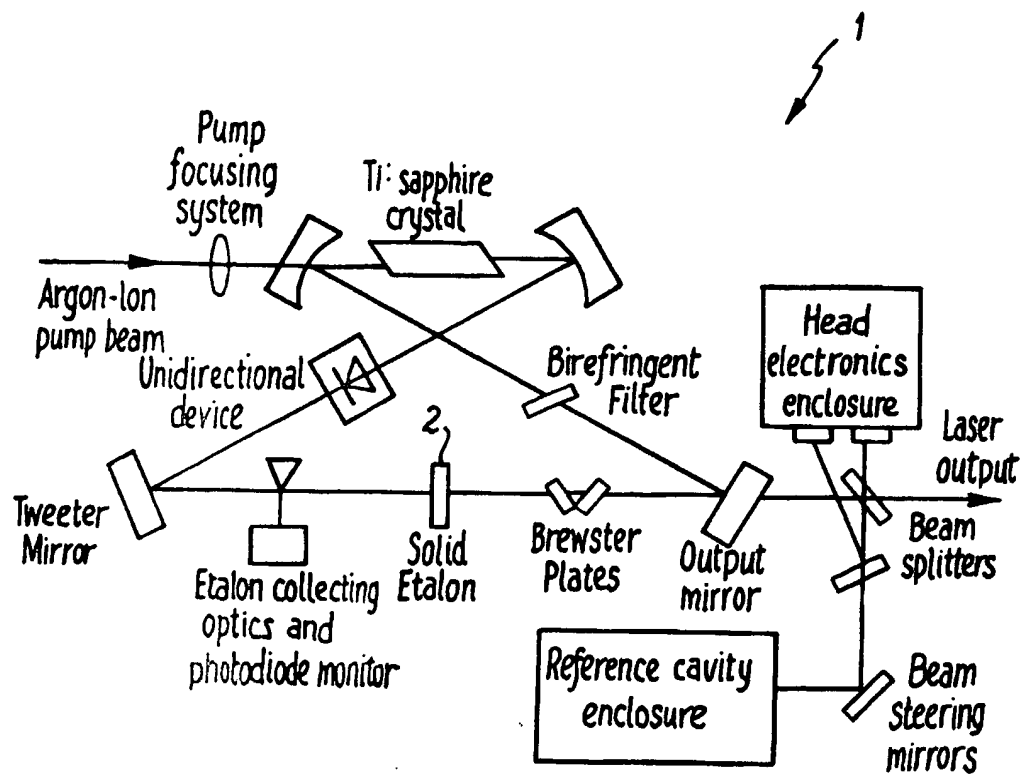 1
Pump
focusing
system
Ti: sapphire
crystal
Argon-Ion
pump beam
Unidirectional
device
Birefringent
Filter
Head
electronics
enclosure
Laser
output
2
Tweeter
Mirror
Etalon collecting
optics and
photodiode monitor
Solid
Etalon
Brewster
Plates
Output
mirror
Beam
splitters
Reference cavity
enclosure
Beam
steering
mirrors